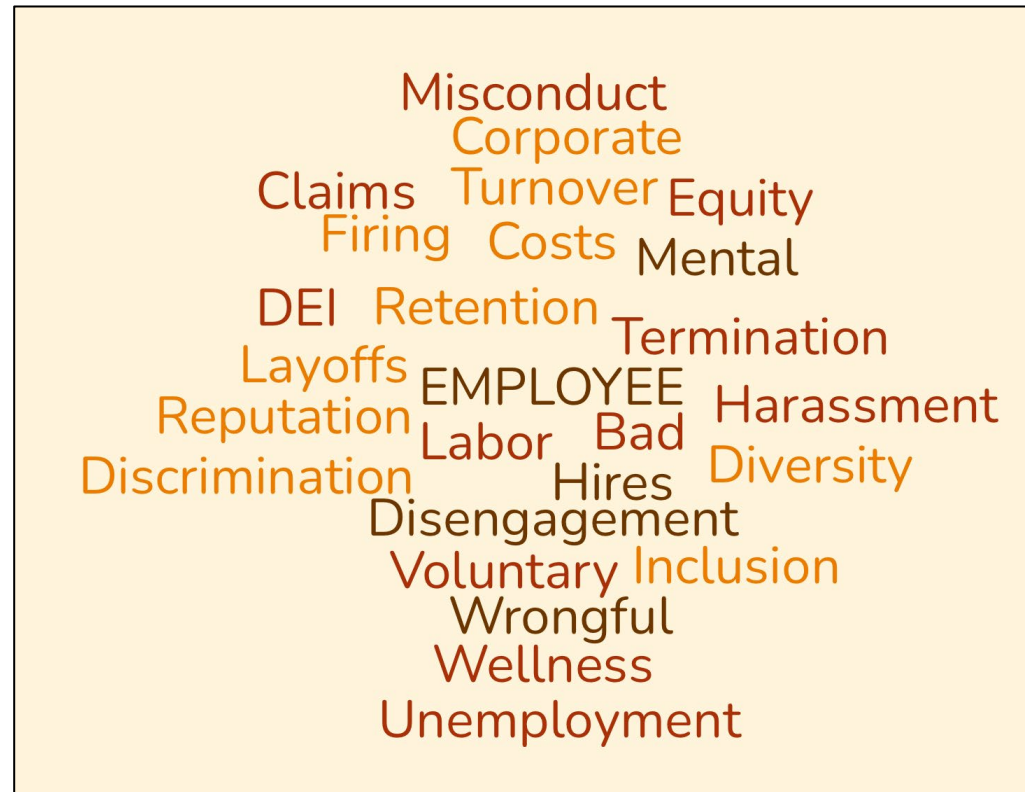 Misconduct
Corporate
Claims Turnover Equity
Firing Costs Mental
DEI Retention
Termination
Layoffs EMPLOYEE
Reputation Labor Bad Harassment
Discrimination Hires Diversity
Disengagement
Voluntary Inclusion
Wrongful
Wellness
Unemployment